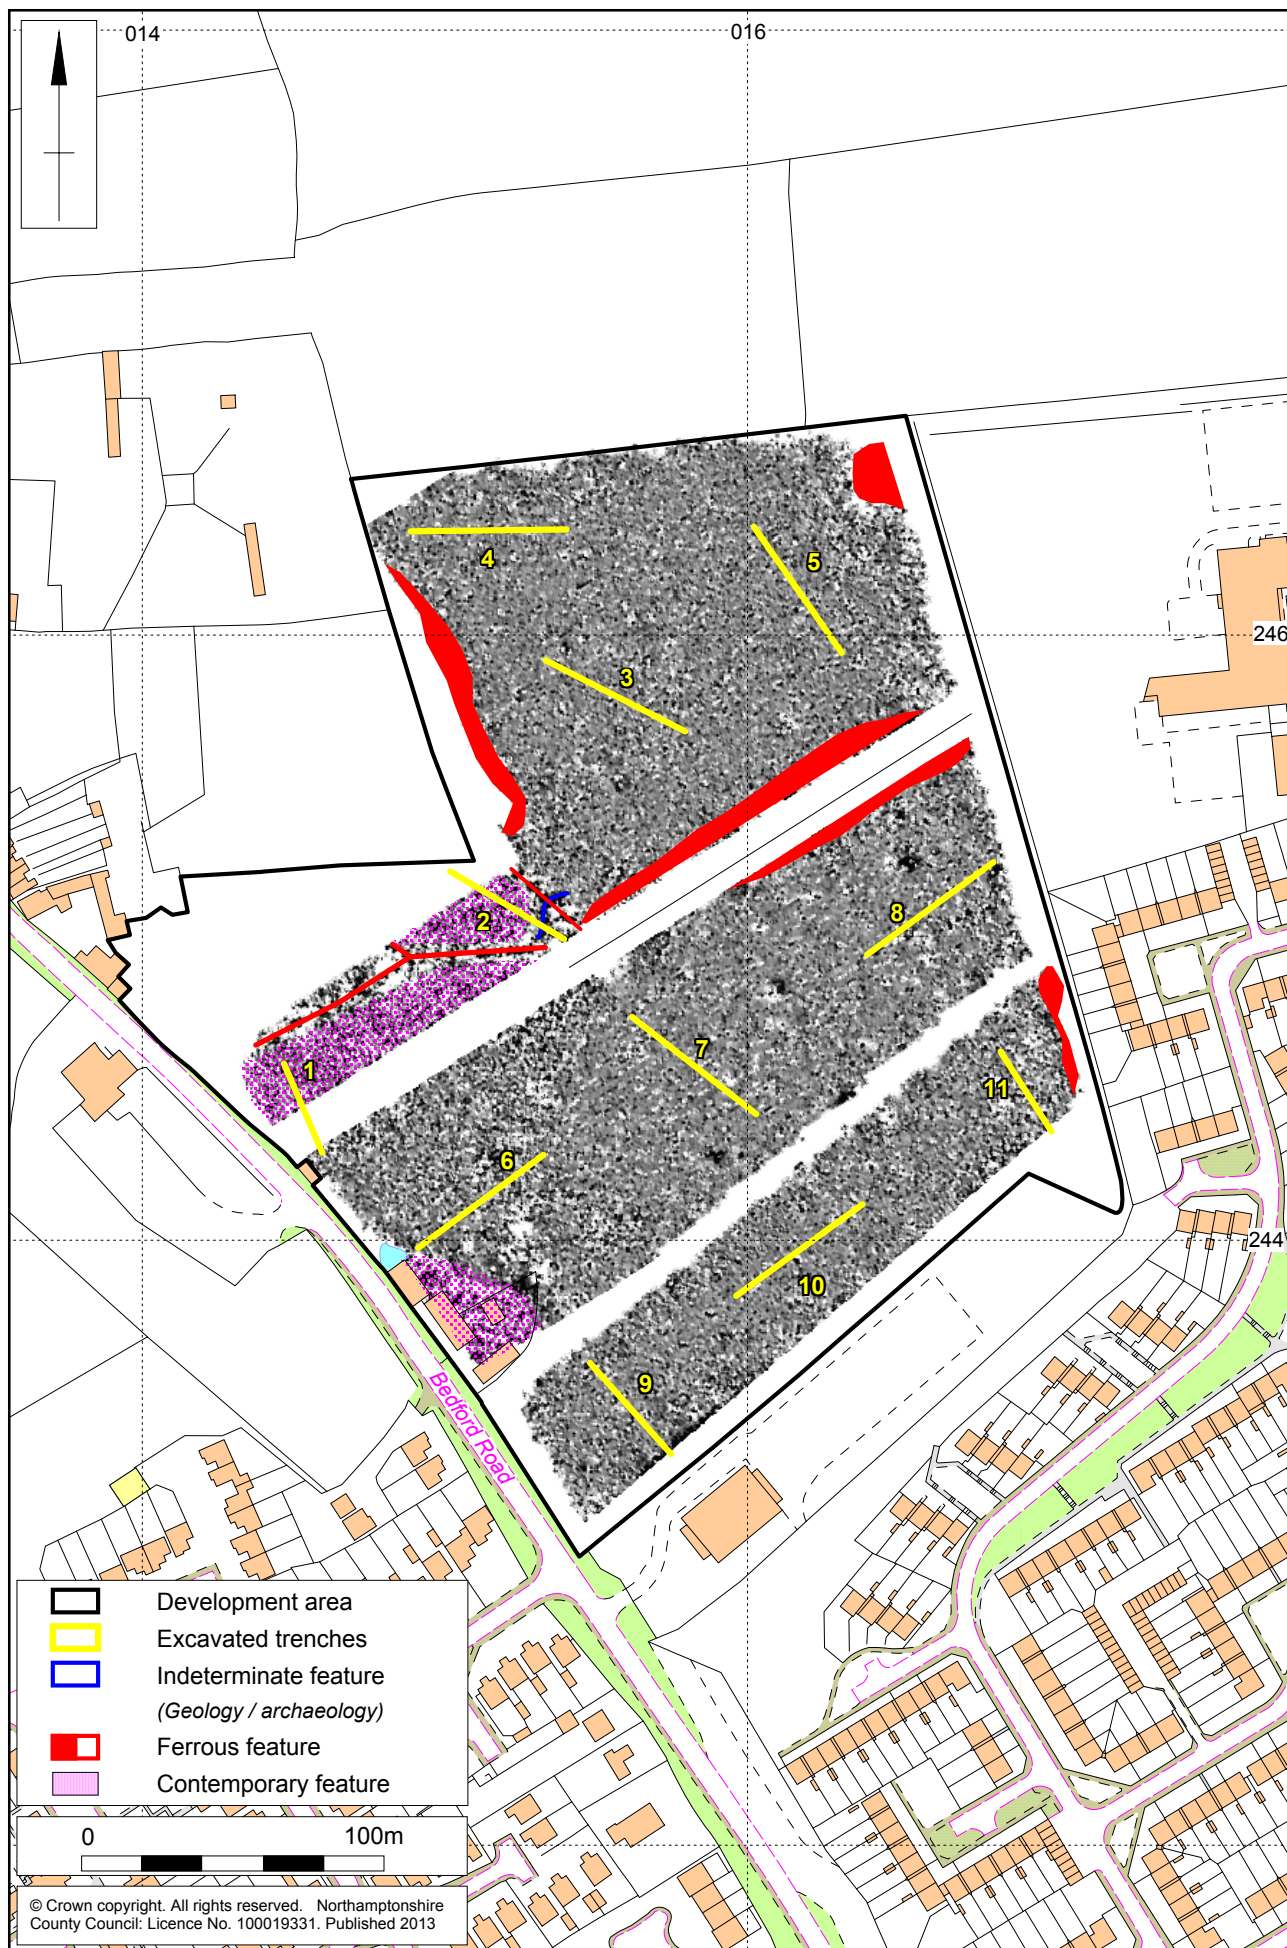 014
016
4
5
246
3
2
8
7
1
11
6
244
10
9
Bedford Road
Development area
Excavated trenches
Indeterminate feature
(Geology / archaeology)
Ferrous feature
Contemporary feature
0 100m
© Crown copyright. All rights reserved. Northamptonshire
County Council: Licence No. 100019331. Published 2013